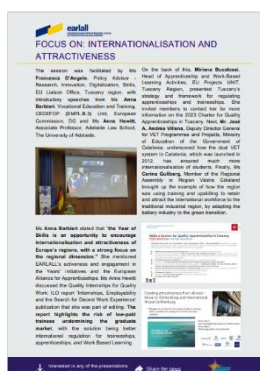 earlall
FOCUS ON: INTERNATIONALISATION AND
ATTRACTIVENESS
The session was facilitated by Ms
Francesca D'Angelo, Policy Advisor -
Research, Innovation, Digitalisation, Skills,
EU Liaison Office, Tuscany region, with
introductory speeches from Ms Anna
Barbieri, Vocational Education and Training,
CEDEFOP (EMPL.B.3) Unit, European
Commission, DG and Ms Anne Hewitt,
Associate Professor, Adelaide Law School,
The University of Adelaide.
Ms Anna Barbieri stated that "the Year of
Skills is an opportunity to encourage
internationalisation and attractiveness of
Europe's regions, with a strong focus on
the regional dimension." She mentioned
EARLALL's activeness and engagement in
the Years' initiatives and the European
Alliance for Apprenticeships. Ms Anne Hewitt
discussed the Quality Internships for Quality
Work: ILO report 'Internships, Employability
and the Search for Decent Work Experience'
publication that she was part of editing. The
report highlights the risk of low-paid
trainees undermining the graduate
market, with the solution being better
international regulation for traineeships,
apprenticeships, and Work Based Learning.
On the back of this, Miriana Bucalossi,
Head of Apprenticeship and Work-Based
Learning Activities, EU Projects UNIT,
Tuscany Region, presented Tuscany's
strategy and framework for regulating
apprenticeships and traineeships. She
invited members to contact her for more
information on the 2023 Charter for Quality
Apprenticeships in Tuscany. Next, Mr. José
A. Andrés Villena, Deputy Director General
for VET Programmes and Projects, Ministry
of Education of the Government of
Catalonia, underscored how the dual VET
system in Catalonia, which was launched in
2012, has ensured much more
internationalisation of students. Finally, Ms
Carina Gullberg, Member of the Regional
Assembly in Region Västra Götaland
brought up the example of how the region
was using training and upskilling to retain
and attract the international workforce to the
traditional industrial region, by adapting the
battery industry to the green transition.
Interested in any of the presentations
Share the news